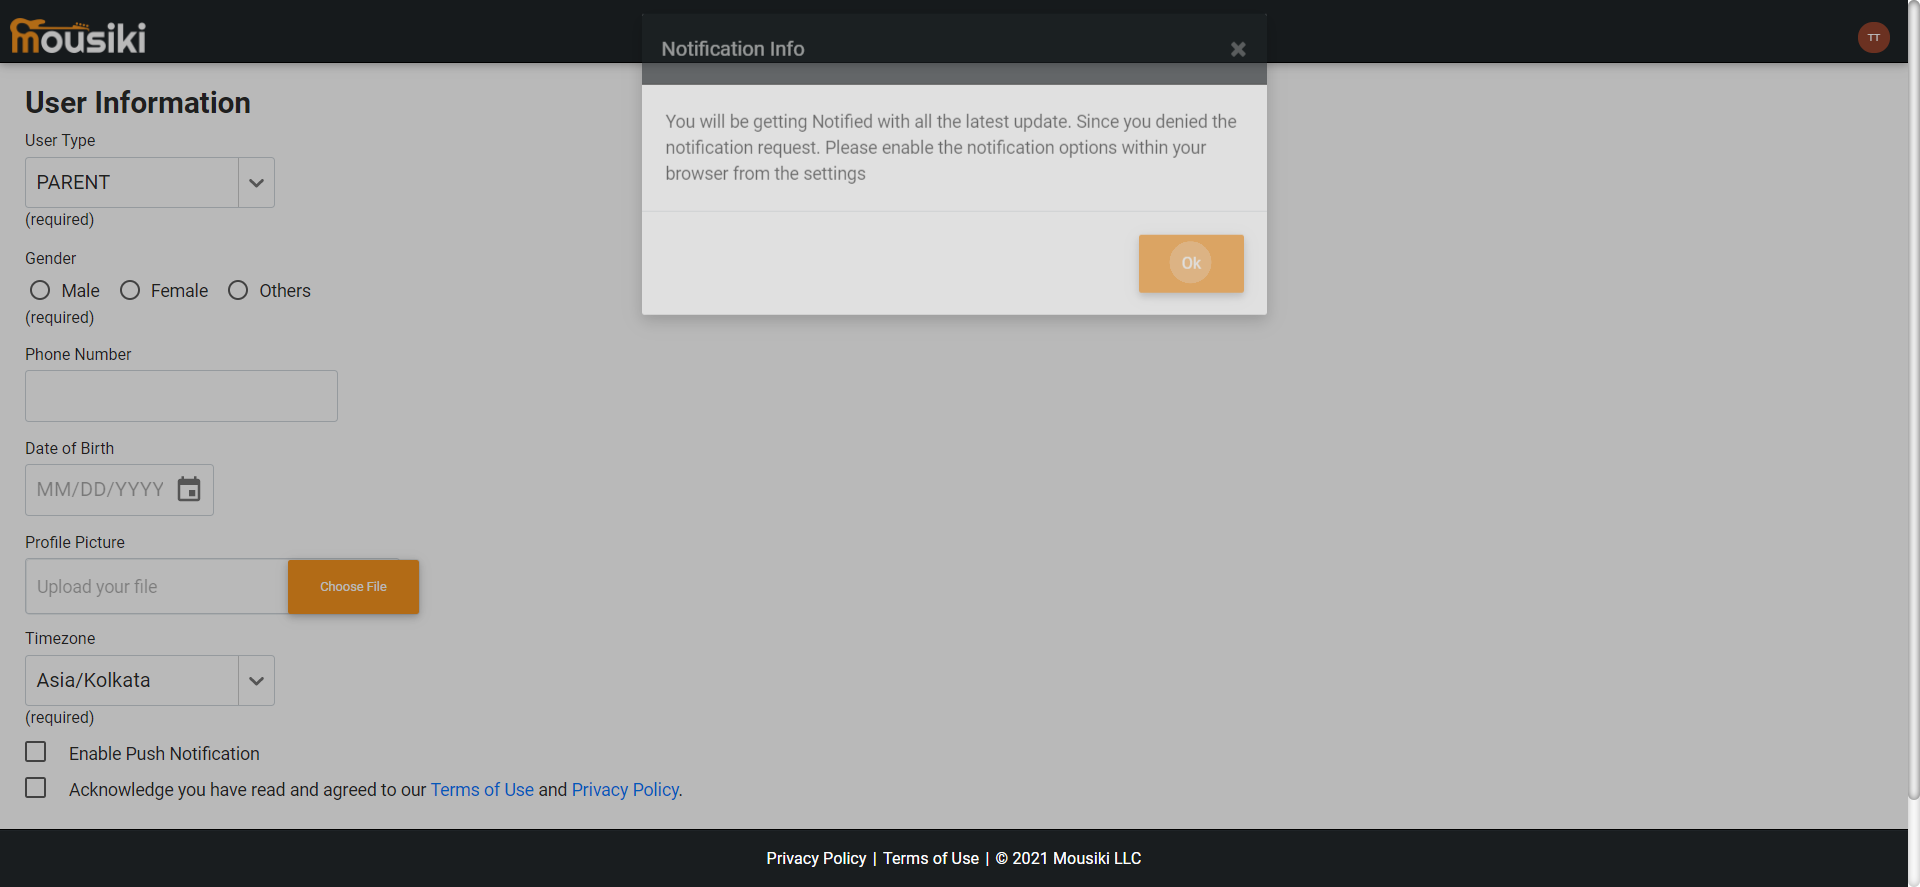 mousiki
TT
Notification Info
You will be getting Notified with all the latest update. Since you denied the
notification request. Please enable the notification options within your
browser from the settings
Ok
User Information
User Type
PARENT
(required)
Gender
Male Female Others
(required)
Phone Number
Date of Birth
MM/DD/YYYY
Profile Picture
Upload your file Choose File
Timezone
Asia/Kolkata
(required)
Enable Push Notification
Acknowledge you have read and agreed to our Terms of Use and Privacy Policy.
Privacy Policy | Terms of Use | © 2021 Mousiki LLC